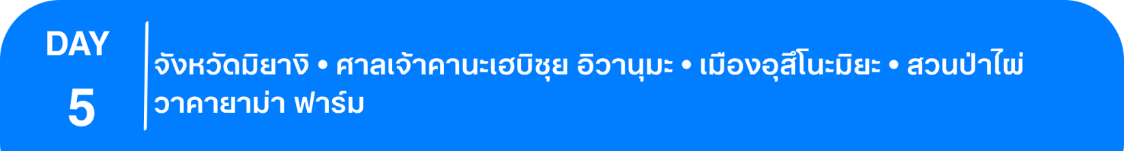 DAY
5
จังหวัดมิยางิ • ศาลเจ้าคานะเฮบิซุย อิวานุมะ • เมืองอุสึโนะมิยะ • สวนป่าไผ่
วาคายาม่า ฟาร์ม